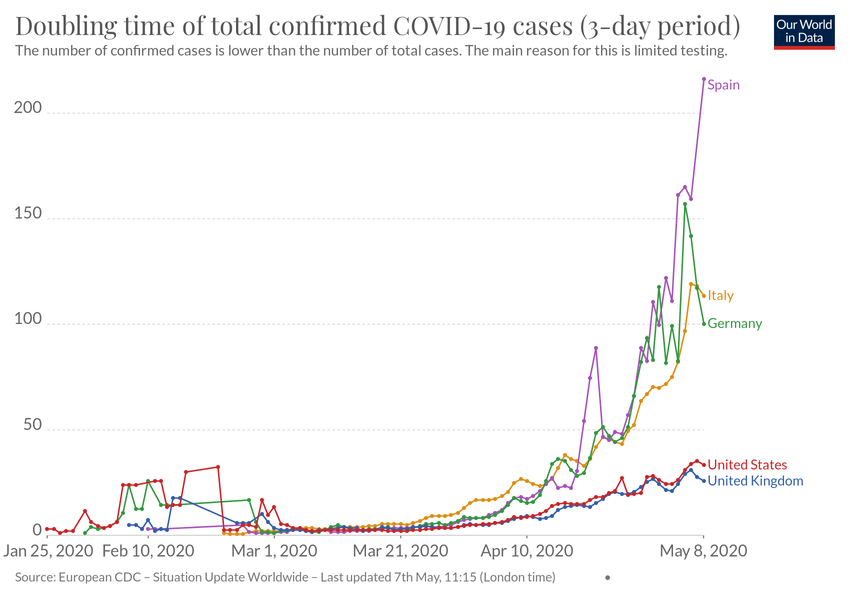 Doubling time of total confirmed COVID-19 cases (3-day period)
Our World
in Data
The number of confirmed cases is lower than the number of total cases. The main reason for this is limited testing.
200
150
100
50
0
Spain
Italy
Germany
United States
United Kingdom
Jan 25, 2020 Feb 10, 2020 Mar 1, 2020 Mar 21, 2020 Apr 10, 2020 May 8, 2020
Source: European CDC – Situation Update Worldwide – Last updated 7th May, 11:15 (London time)